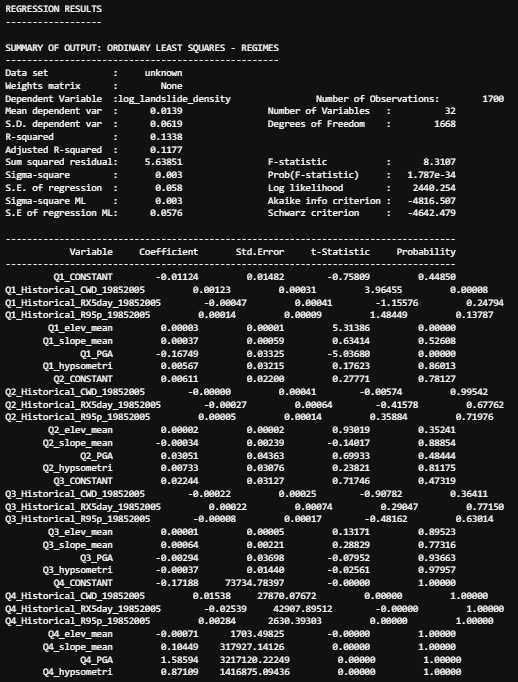 REGRESSION RESULTS
------------------
SUMMARY OF OUTPUT: ORDINARY LEAST SQUARES - REGIMES
---------------------------------------------------
Data set : unknown
Weights matrix : None
Dependent Variable :log_landslide_density Number of Observations: 1700
Mean dependent var : 0.0139 Number of Variables : 32
S.D. dependent var : 0.0619 Degrees of Freedom : 1668
R-squared : 0.1338
Adjusted R-squared : 0.1177
Sum squared residual: 5.63851 F-statistic : 8.3107
Sigma-square : 0.003 Prob(F-statistic) : 1.787e-34
S.E. of regression : 0.058 Log likelihood : 2440.254
Sigma-square ML : 0.003 Akaike info criterion : -4816.507
S.E of regression ML: 0.0576 Schwarz criterion : -4642.479
------------------------------------------------------------------------------------
Variable Coefficient Std.Error t-Statistic Probability
------------------------------------------------------------------------------------
Q1_CONSTANT -0.01124 0.01482 -0.75809 0.44850
Q1_Historical_CWD_19852005 0.00123 0.00031 3.96455 0.00008
Q1_Historical_RX5day_19852005 -0.00047 0.00041 -1.15576 0.24794
Q1_Historical_R95p_19852005 0.00014 0.00009 1.48449 0.13787
Q1_elev_mean 0.00003 0.00001 5.31386 0.00000
Q1_slope_mean 0.00037 0.00059 0.63414 0.52608
Q1_PGA -0.16749 0.03325 -5.03680 0.00000
Q1_hypsometri 0.00567 0.03215 0.17623 0.86013
Q2_CONSTANT 0.00611 0.02200 0.27771 0.78127
Q2_Historical_CWD_19852005 -0.00000 0.00041 -0.00574 0.99542
Q2_Historical_RX5day_19852005 -0.00027 0.00064 -0.41578 0.67762
Q2_Historical_R95p_19852005 0.00005 0.00014 0.35884 0.71976
Q2_elev_mean 0.00002 0.00002 0.93019 0.35241
Q2_slope_mean -0.00034 0.00239 -0.14017 0.88854
Q2_PGA 0.03051 0.04363 0.69933 0.48444
Q2_hypsometri 0.00733 0.03076 0.23821 0.81175
Q3_CONSTANT 0.02244 0.03127 0.71746 0.47319
Q3_Historical_CWD_19852005 -0.00022 0.00025 -0.90782 0.36411
Q3_Historical_RX5day_19852005 0.00022 0.00074 0.29047 0.77150
Q3_Historical_R95p_19852005 -0.00008 0.00017 -0.48162 0.63014
Q3_elev_mean 0.00001 0.00005 0.13171 0.89523
Q3_slope_mean 0.00064 0.00221 0.28829 0.77316
Q3_PGA -0.00294 0.03698 -0.07952 0.93663
Q3_hypsometri -0.00037 0.01440 -0.02561 0.97957
Q4_CONSTANT -0.17188 73734.78397 -0.00000 1.00000
Q4_Historical_CWD_19852005 0.01538 27870.07672 0.00000 1.00000
Q4_Historical_RX5day_19852005 -0.02539 42907.89512 -0.00000 1.00000
Q4_Historical_R95p_19852005 0.00284 2630.39303 0.00000 1.00000
Q4_elev_mean -0.00071 1703.49825 -0.00000 1.00000
Q4_slope_mean 0.10449 317927.14126 0.00000 1.00000
Q4_PGA 1.58594 3217120.22249 0.00000 1.00000
Q4_hypsometri 0.87109 1416875.09436 0.00000 1.00000